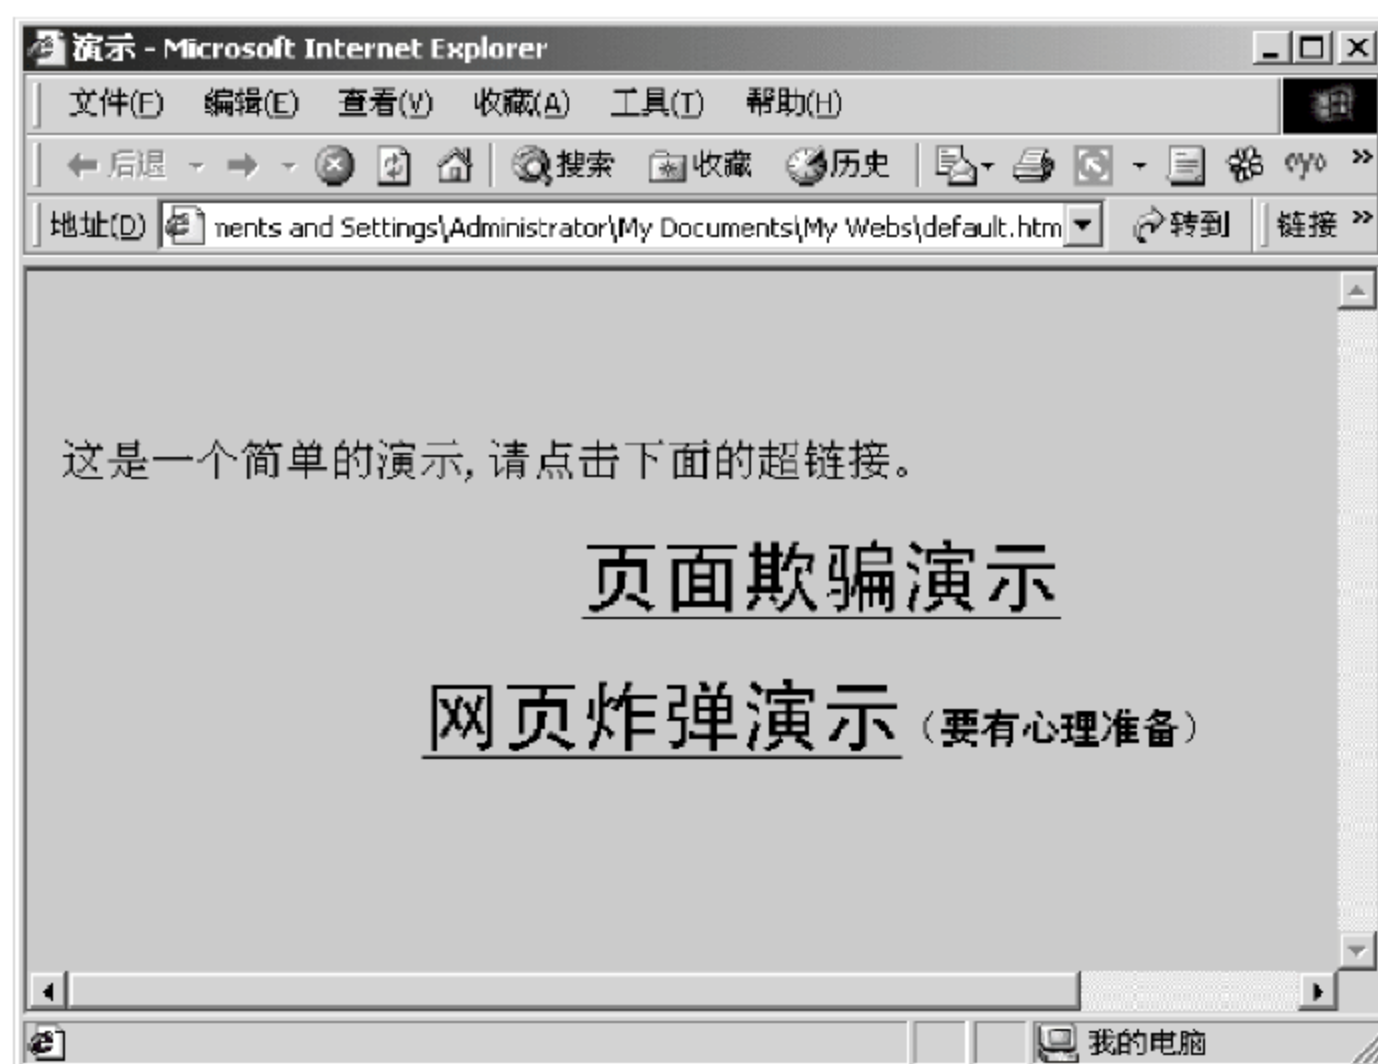 演示 - Microsoft Internet Explorer
文件(F) 编辑(E) 查看(V) 收藏(A) 工具(T) 帮助(H)
后退 搜索 收藏 历史 »
地址(D) ments and Settings\Administrator\My Documents\My Webs\default.htm 转到 链接 »
这是一个简单的演示,请点击下面的超链接。
页面欺骗演示
网页炸弹演示（要有心理准备）
我的电脑